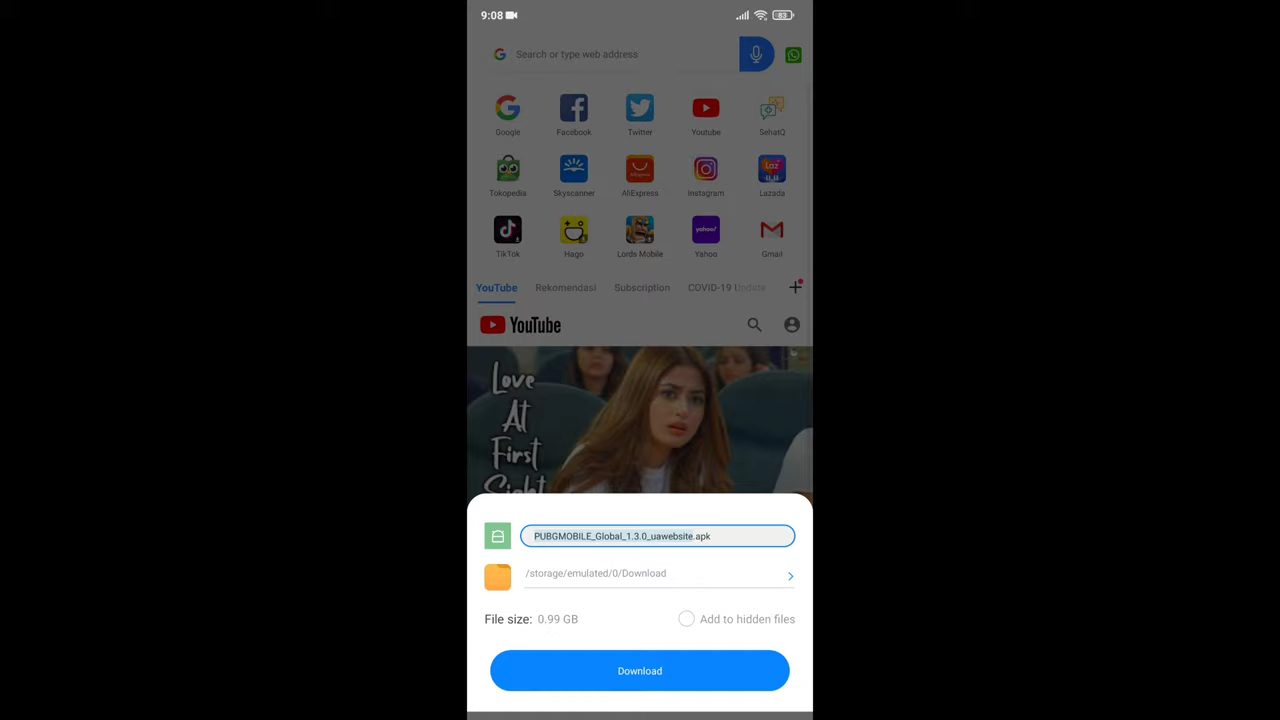 9:08
83
Search or type web address
Google Facebook Twitter Youtube SehatQ
Tokopedia Skyscanner AliExpress Instagram Lazada
TikTok Hago Lords Mobile Yahoo Gmail
YouTube Rekomendasi Subscription COVID-19 Update
YouTube
Love
At
First
Sight
PUBGMOBILE_Global_1.3.0_uawebsite.apk
/storage/emulated/0/Download
File size: 0.99 GB Add to hidden files
Download